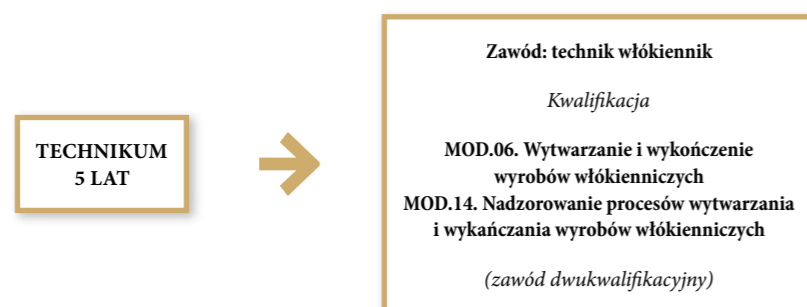 TECHNIKUM
5 LAT
Zawód: technik włókiennik
Kwalifikacja
MOD.06. Wytwarzanie i wykończenie
wyrobów włókienniczych
MOD.14. Nadzorowanie procesów wytwarzania
i wykańczania wyrobów włókienniczych
(zawód dwukwalifikacyjny)